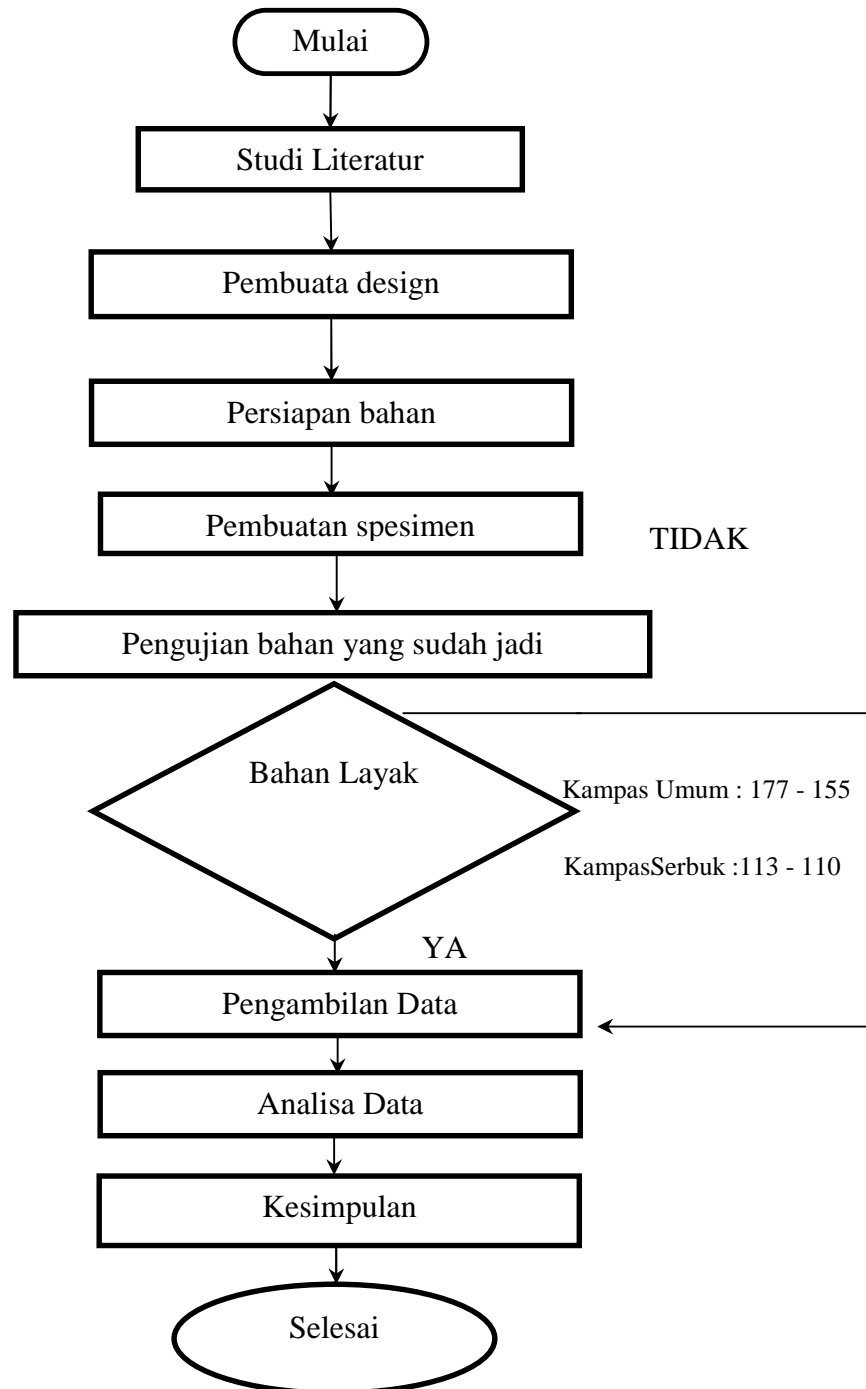 Mulai
Studi Literatur
Pembuata design
Persiapan bahan
Pembuatan spesimen
TIDAK
Pengujian bahan yang sudah jadi
Bahan Layak
Kampas Umum : 177 - 155
KampasSerbuk :113 - 110
YA
Pengambilan Data
Analisa Data
Kesimpulan
Selesai